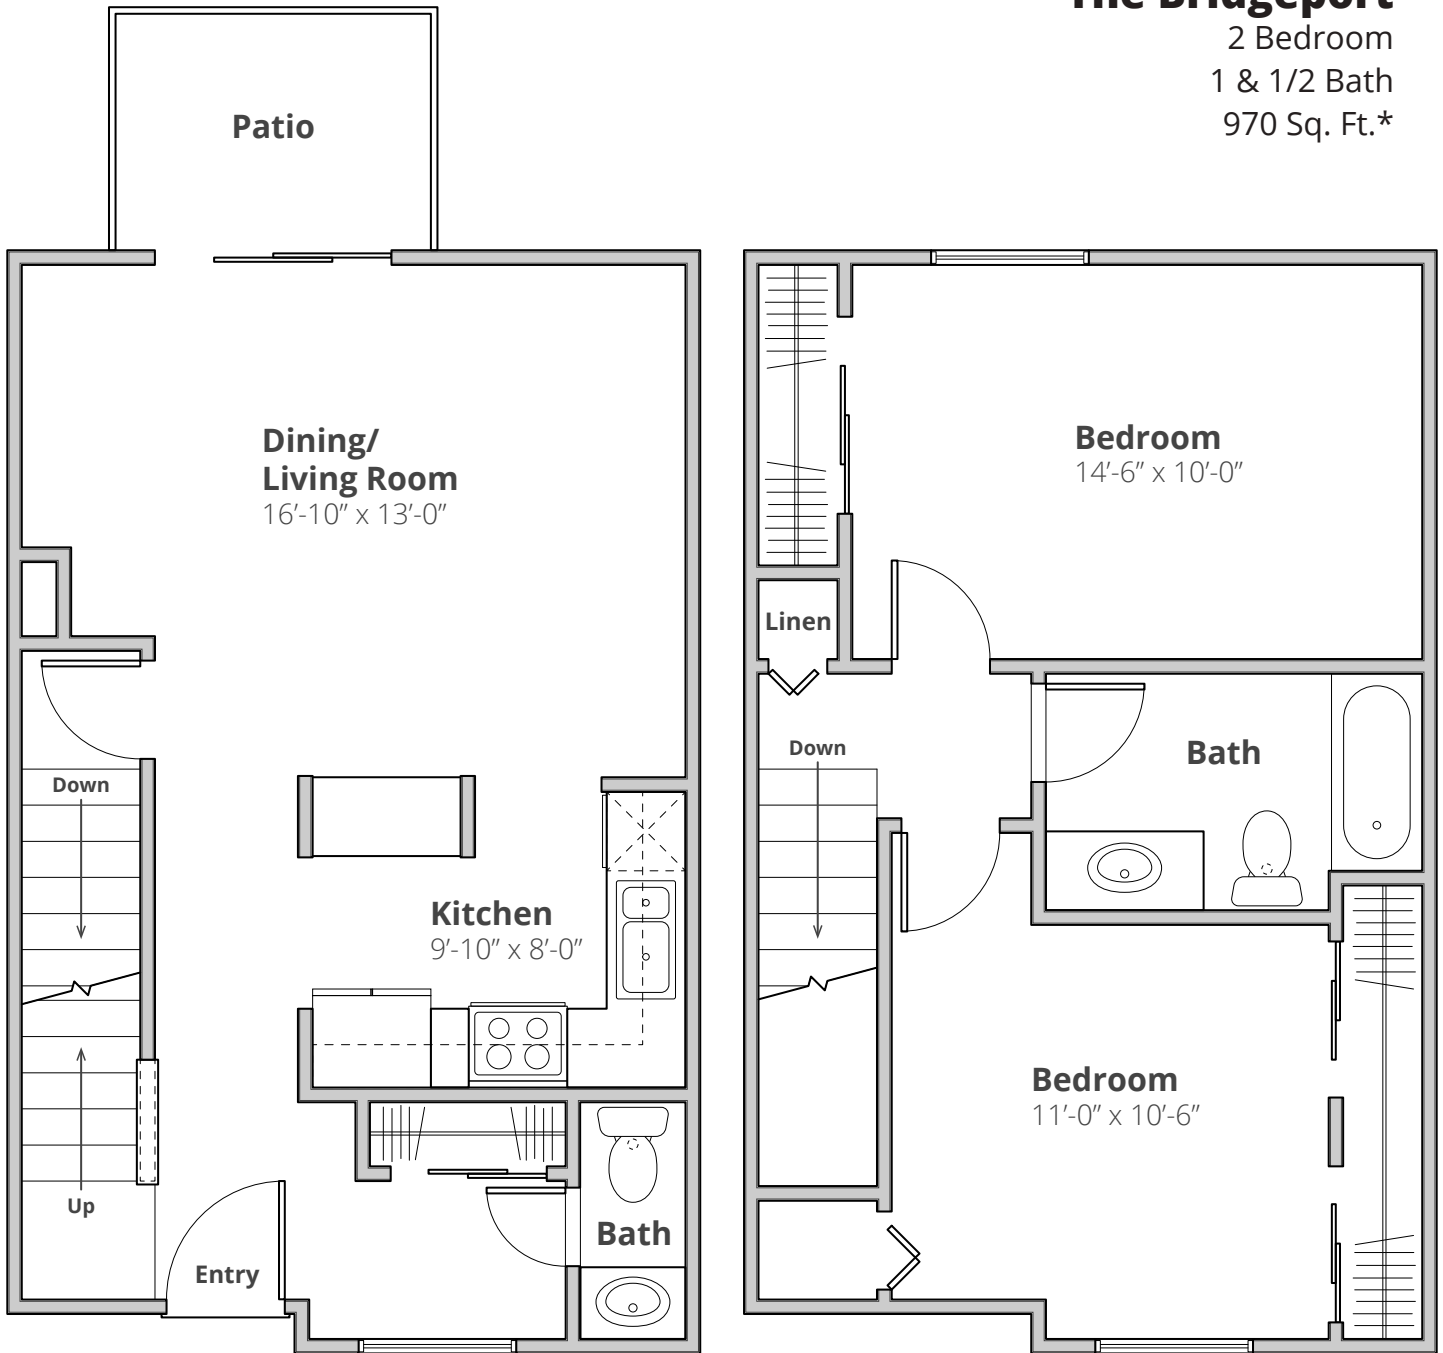 The Bridgeport
2 Bedroom
1 & 1/2 Bath
970 Sq. Ft.*
Patio
Dining/
Living Room
16’-10” x 13’-0”
Down
Kitchen
9’-10” x 8’-0”
Up
Entry
Bath
Bedroom
14’-6” x 10’-0”
Linen
Down
Bath
Bedroom
11’-0” x 10’-6”